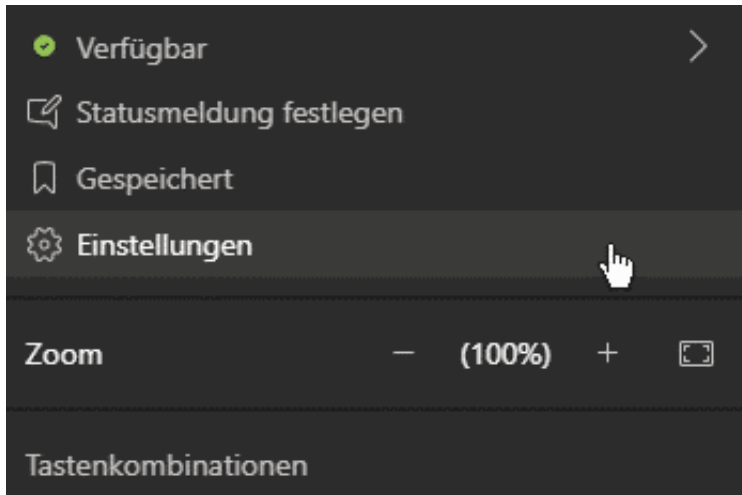 Verfügbar
Statusmeldung festlegen
Gespeichert
Einstellungen
Zoom − (100%) +
Tastenkombinationen